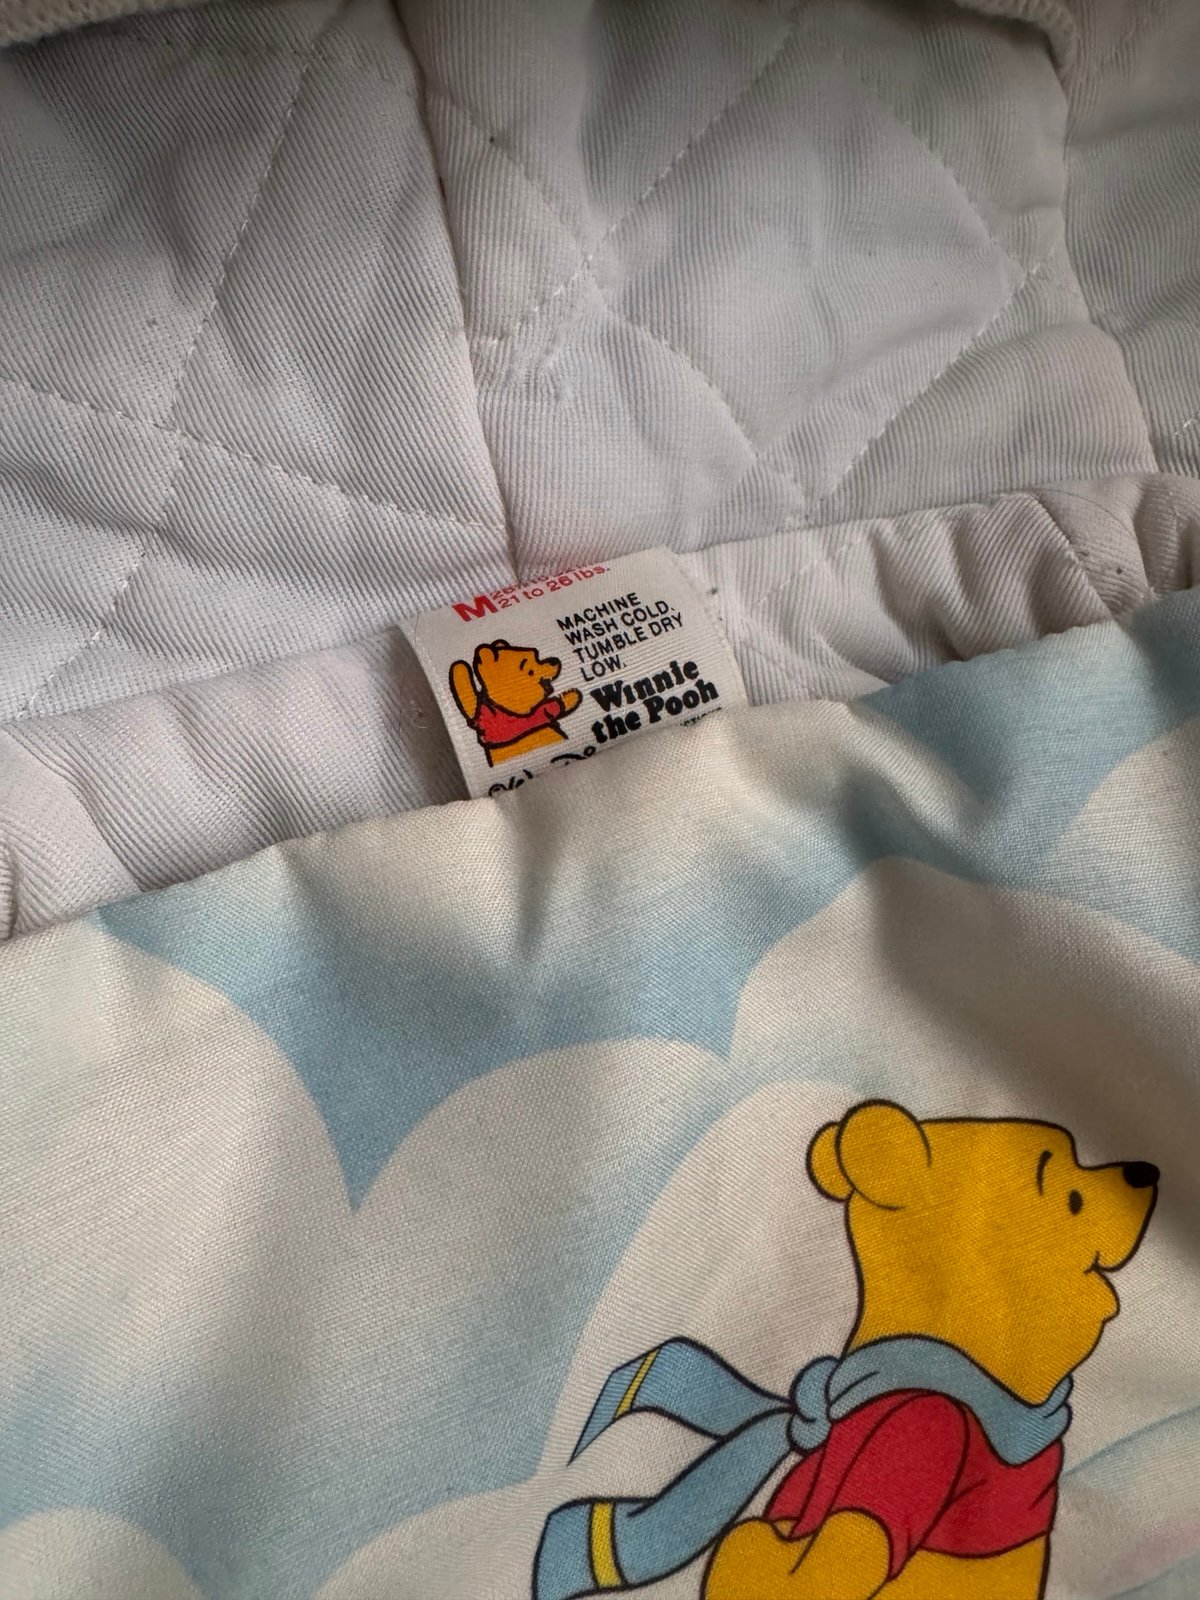 M
21 to 26 lbs.
MACHINE
WASH COLD,
TUMBLE DRY
LOW.
Winnie
the Pooh